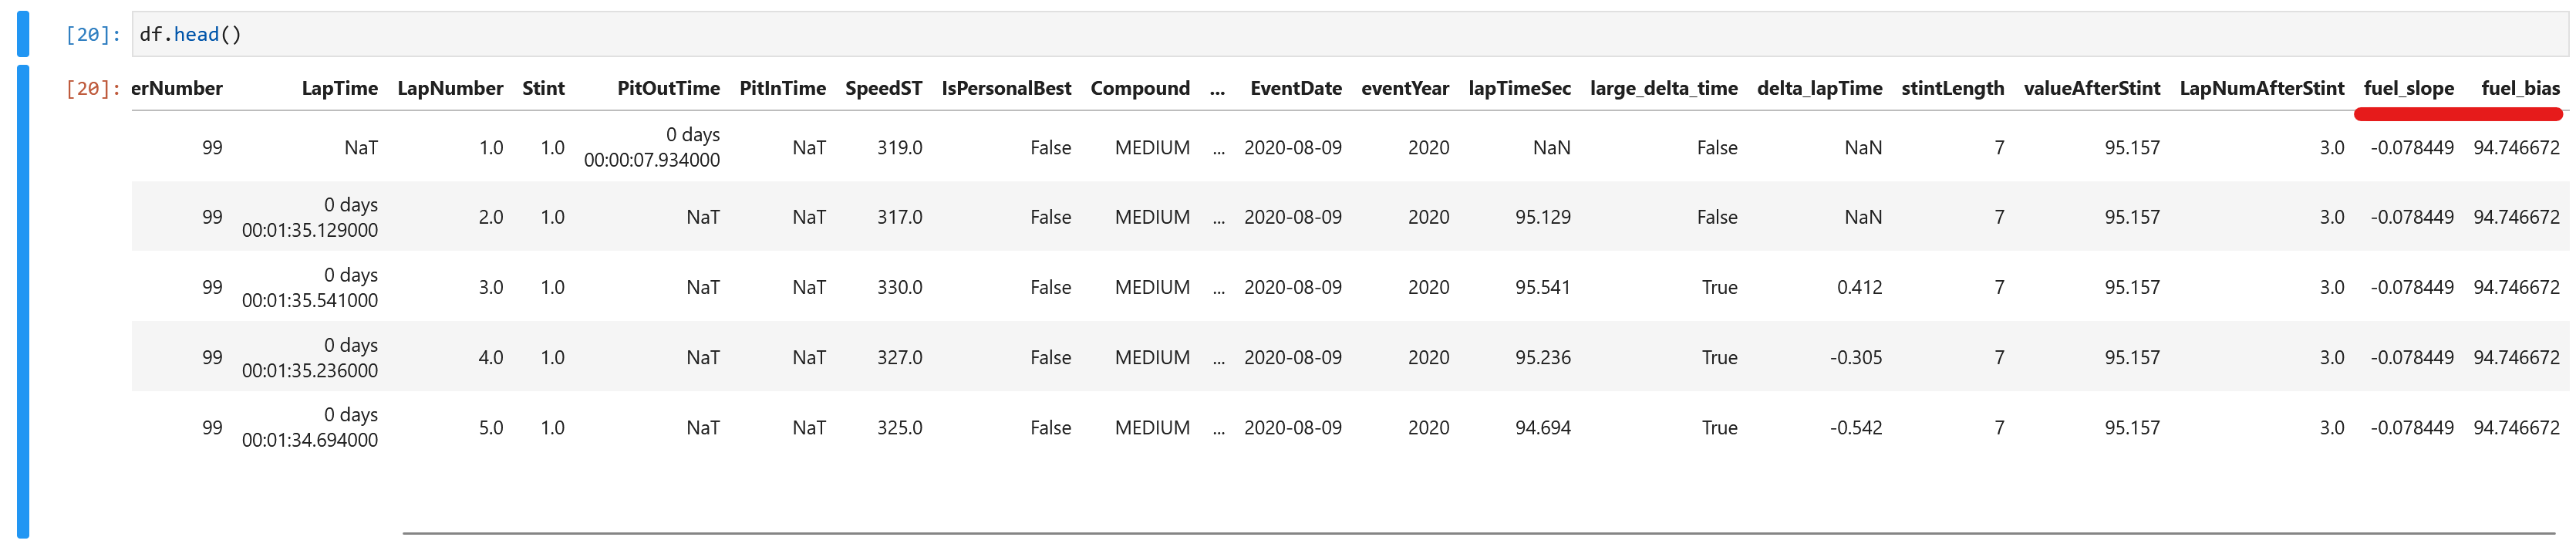 [20]: df.head()
[20]: erNumber LapTime LapNumber Stint PitOutTime PitInTime SpeedST IsPersonalBest Compound ... EventDate eventYear lapTimeSec large_delta_time delta_lapTime stintLength valueAfterStint LapNumAfterStint fuel_slope fuel_bias
99 NaT 1.0 1.0 0 days 00:00:07.934000 NaT 319.0 False MEDIUM ... 2020-08-09 2020 NaN False NaN 7 95.157 3.0 -0.078449 94.746672
99 0 days 00:01:35.129000 2.0 1.0 NaT NaT 317.0 False MEDIUM ... 2020-08-09 2020 95.129 False NaN 7 95.157 3.0 -0.078449 94.746672
99 0 days 00:01:35.541000 3.0 1.0 NaT NaT 330.0 False MEDIUM ... 2020-08-09 2020 95.541 True 0.412 7 95.157 3.0 -0.078449 94.746672
99 0 days 00:01:35.236000 4.0 1.0 NaT NaT 327.0 False MEDIUM ... 2020-08-09 2020 95.236 True -0.305 7 95.157 3.0 -0.078449 94.746672
99 0 days 00:01:34.694000 5.0 1.0 NaT NaT 325.0 False MEDIUM ... 2020-08-09 2020 94.694 True -0.542 7 95.157 3.0 -0.078449 94.746672